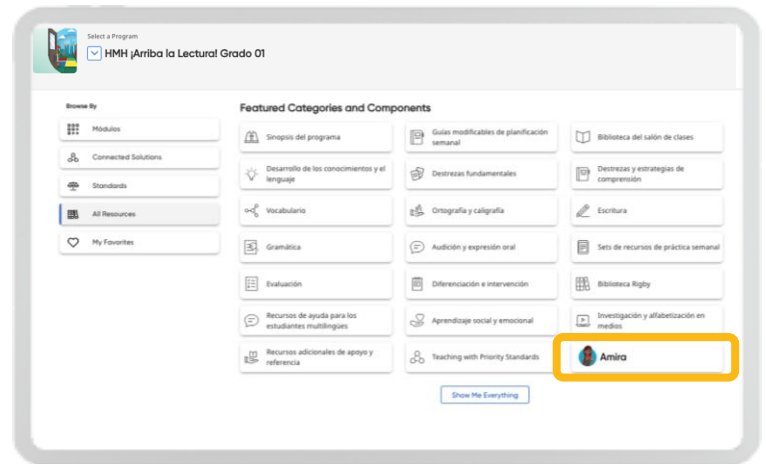 Select a Program
HMH ¡Arriba la Lectura! Grado 01
Browse By
Módulos
Connected Solutions
Standards
All Resources
My Favorites
Featured Categories and Components
Sinopsis del programa
Guías modificables de planificación
semanal
Biblioteca del salón de clases
Desarrollo de los conocimientos y el
lenguaje
Destrezas fundamentales
Destrezas y estrategias de
comprensión
Vocabulario
Ortografía y caligrafía
Escritura
Gramática
Audición y expresión oral
Sets de recursos de práctica semanal
Evaluación
Diferenciación e intervención
Biblioteca Rigby
Recursos de ayuda para los
estudiantes multilingües
Aprendizaje social y emocional
Investigación y alfabetización en
medios
Recursos adicionales de apoyo y
referencia
Teaching with Priority Standards
Amira
Show Me Everything